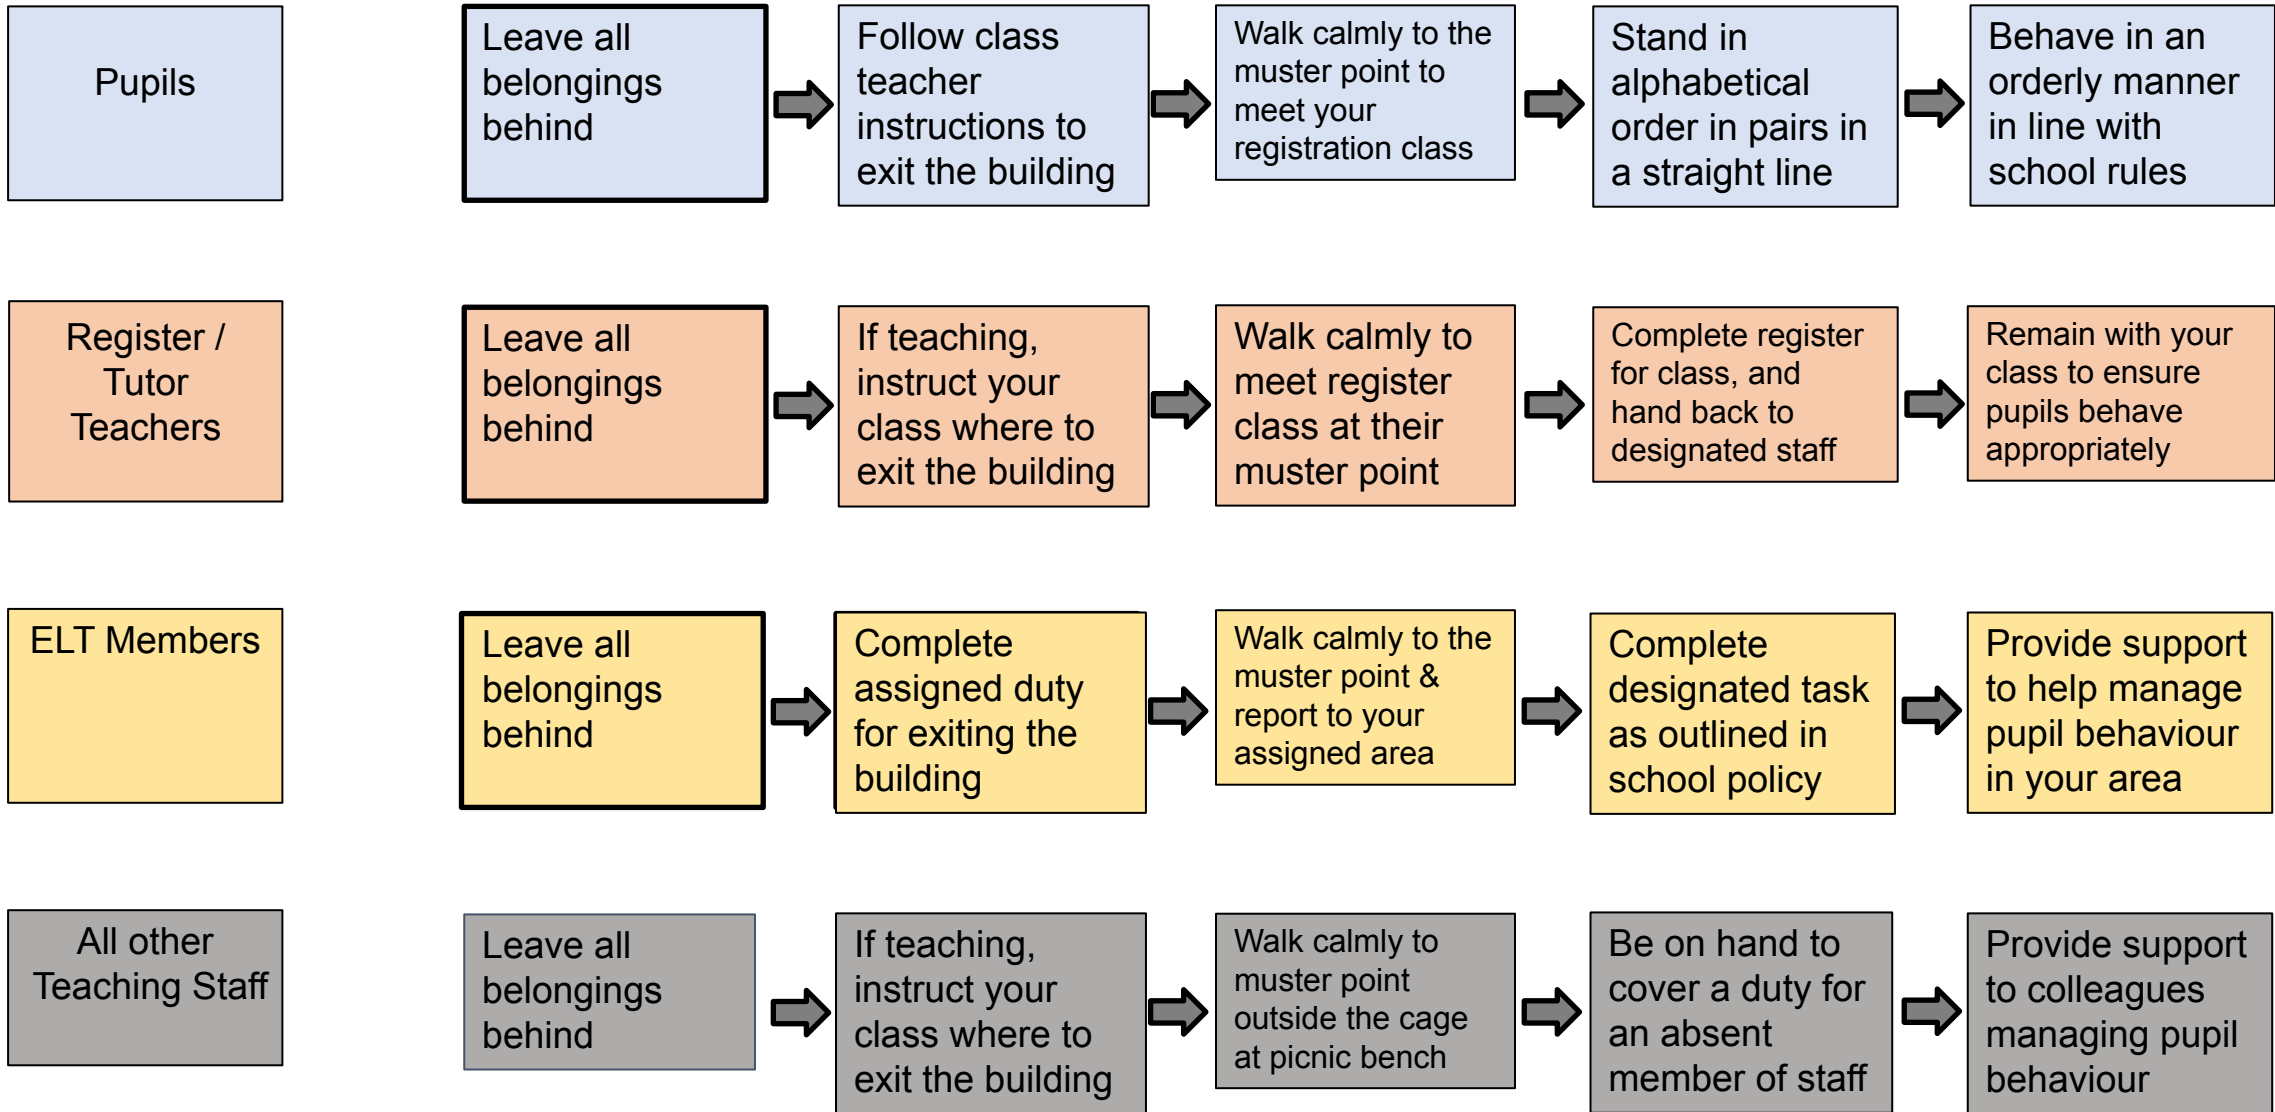 Pupils
Leave all
belongings
behind
Follow class
teacher
instructions to
exit the building
Walk calmly to the
muster point to
meet your
registration class
Stand in
alphabetical
order in pairs in
a straight line
Behave in an
orderly manner
in line with
school rules
Register /
Tutor
Teachers
Leave all
belongings
behind
If teaching,
instruct your
class where to
exit the building
Walk calmly to
meet register
class at their
muster point
Complete register
for class, and
hand back to
designated staff
Remain with your
class to ensure
pupils behave
appropriately
ELT Members
Leave all
belongings
behind
Complete
assigned duty
for exiting the
building
Walk calmly to the
muster point &
report to your
assigned area
Complete
designated task
as outlined in
school policy
Provide support
to help manage
pupil behaviour
in your area
All other
Teaching Staff
Leave all
belongings
behind
If teaching,
instruct your
class where to
exit the building
Walk calmly to
muster point
outside the cage
at picnic bench
Be on hand to
cover a duty for
an absent
member of staff
Provide support
to colleagues
managing pupil
behaviour